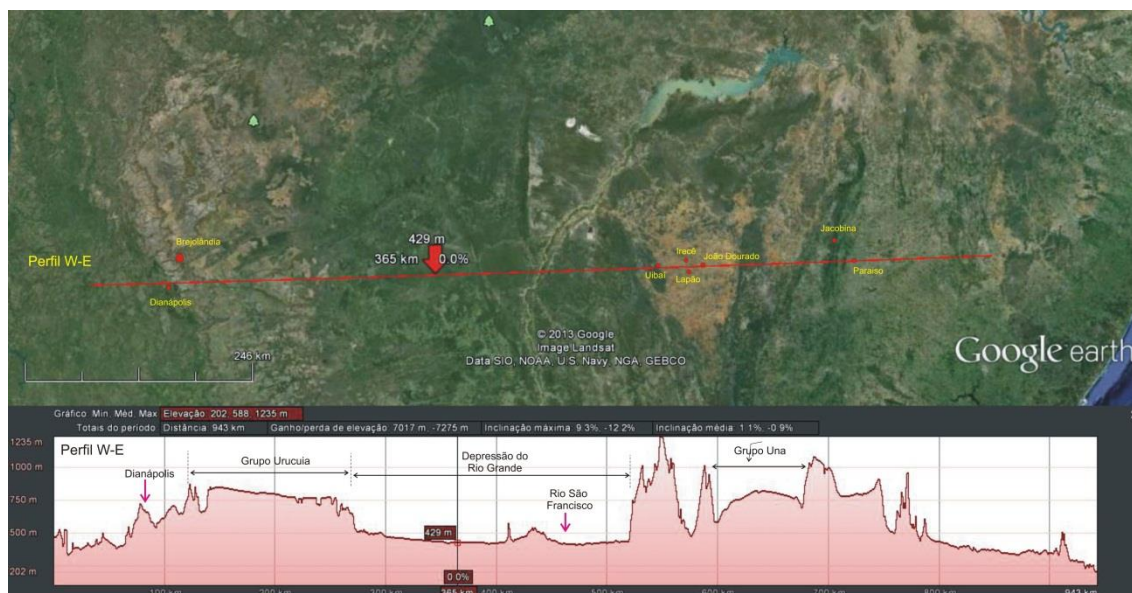 Jacobina
Brejolândia
429 m
Irecê
Perfil W-E
365 km
0.0%
João Dourado
Uibaí
Lapão
Paraiso
Dianápolis
© 2013 Google
Image Landsat
Data SIO, NOAA, U.S. Navy, NGA, GEBCO
246 km
Google earth
Gráfico Min. Méd. Max Elevação 202 588 1235 m
Totais do período Distância: 943 km Ganho/perda de elevação 7017 m -7275 m Inclinação máxima 9.3%, -12.2% Inclinação média 1.1%, -0.9%
1235 m
Perfil W-E
Dianápolis
Grupo Urucuia
Depressão do
Rio Grande
Grupo Una
1000 m
750 m
Rio São
Francisco
500 m
429 m
202 m
0.0%
100 km
200 km
365 km
400 km
500 km
600 km
700 km
800 km
943 km